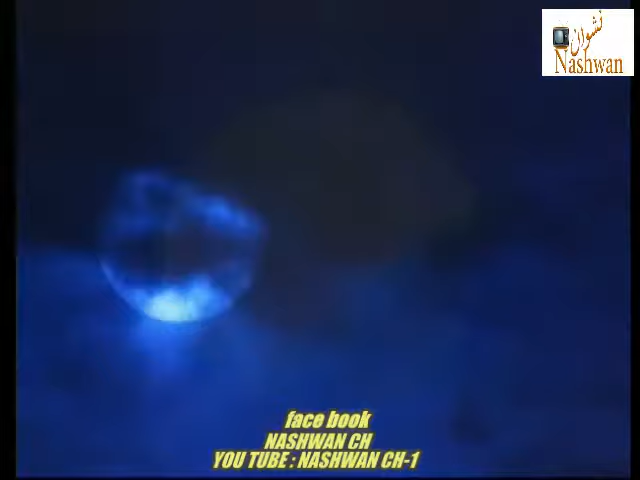 نشوان
Nashwan
face book
NASHWAN CH
YOU TUBE : NASHWAN CH-1